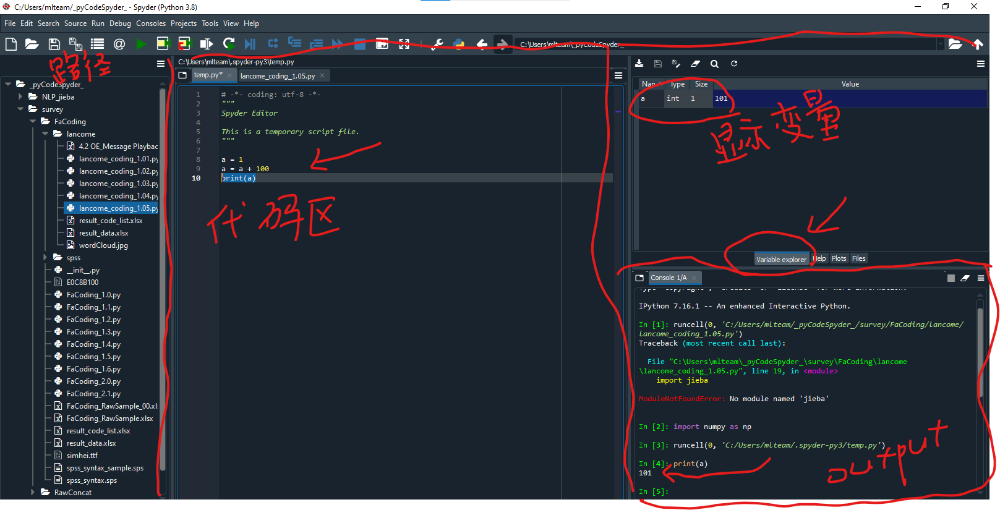 C:/Users/mlteam/_pyCodeSpyder_ - Spyder (Python 3.8)
File Edit Search Source Run Debug Consoles Projects Tools View Help
C:\Users\mlteam\_pyCodeSpyder_
路径
_pyCodeSpyder_
NLP_jieba
survey
FaCoding
lancome
4.2 OE_Message Playbac
lancome_coding_1.01.py
lancome_coding_1.02.py
lancome_coding_1.03.py
lancome_coding_1.04.py
lancome_coding_1.05.py
result_code_list.xlsx
result_data.xlsx
wordCloud.jpg
spss
__init__.py
E0C8B100
FaCoding_1.0.py
FaCoding_1.1.py
FaCoding_1.2.py
FaCoding_1.3.py
FaCoding_1.4.py
FaCoding_1.5.py
FaCoding_1.6.py
FaCoding_2.0.py
FaCoding_2.1.py
FaCoding_RawSample_00.xl
FaCoding_RawSample.xlsx
result_code_list.xlsx
result_data.xlsx
simhei.ttf
spss_syntax_sample.sps
spss_syntax.sps
RawConcat
C:\Users\mlteam\.spyder-py3\temp.py
temp.py* lancome_coding_1.05.py
1 # -*- coding: utf-8 -*-
2 """
3 Spyder Editor
4
5 This is a temporary script file.
6 """
7
8 a = 1
9 a = a + 100
10 print(a)
代码区
Type Size Value
a int 1 101
显示变量
Variable explorer Help Plots Files
Console 1/A
IPython 7.16.1 -- An enhanced Interactive Python.
In [1]: runcell(0, 'C:/Users/mlteam/_pyCodeSpyder_/survey/FaCoding/lancome/
lancome_coding_1.05.py')
Traceback (most recent call last):
File "C:\Users\mlteam\_pyCodeSpyder_\survey\FaCoding\lancome
\lancome_coding_1.05.py", line 19, in <module>
import jieba
ModuleNotFoundError: No module named 'jieba'
In [2]: import numpy as np
In [3]: runcell(0, 'C:/Users/mlteam/.spyder-py3/temp.py')
In [4]: print(a)
101
In [5]:
output